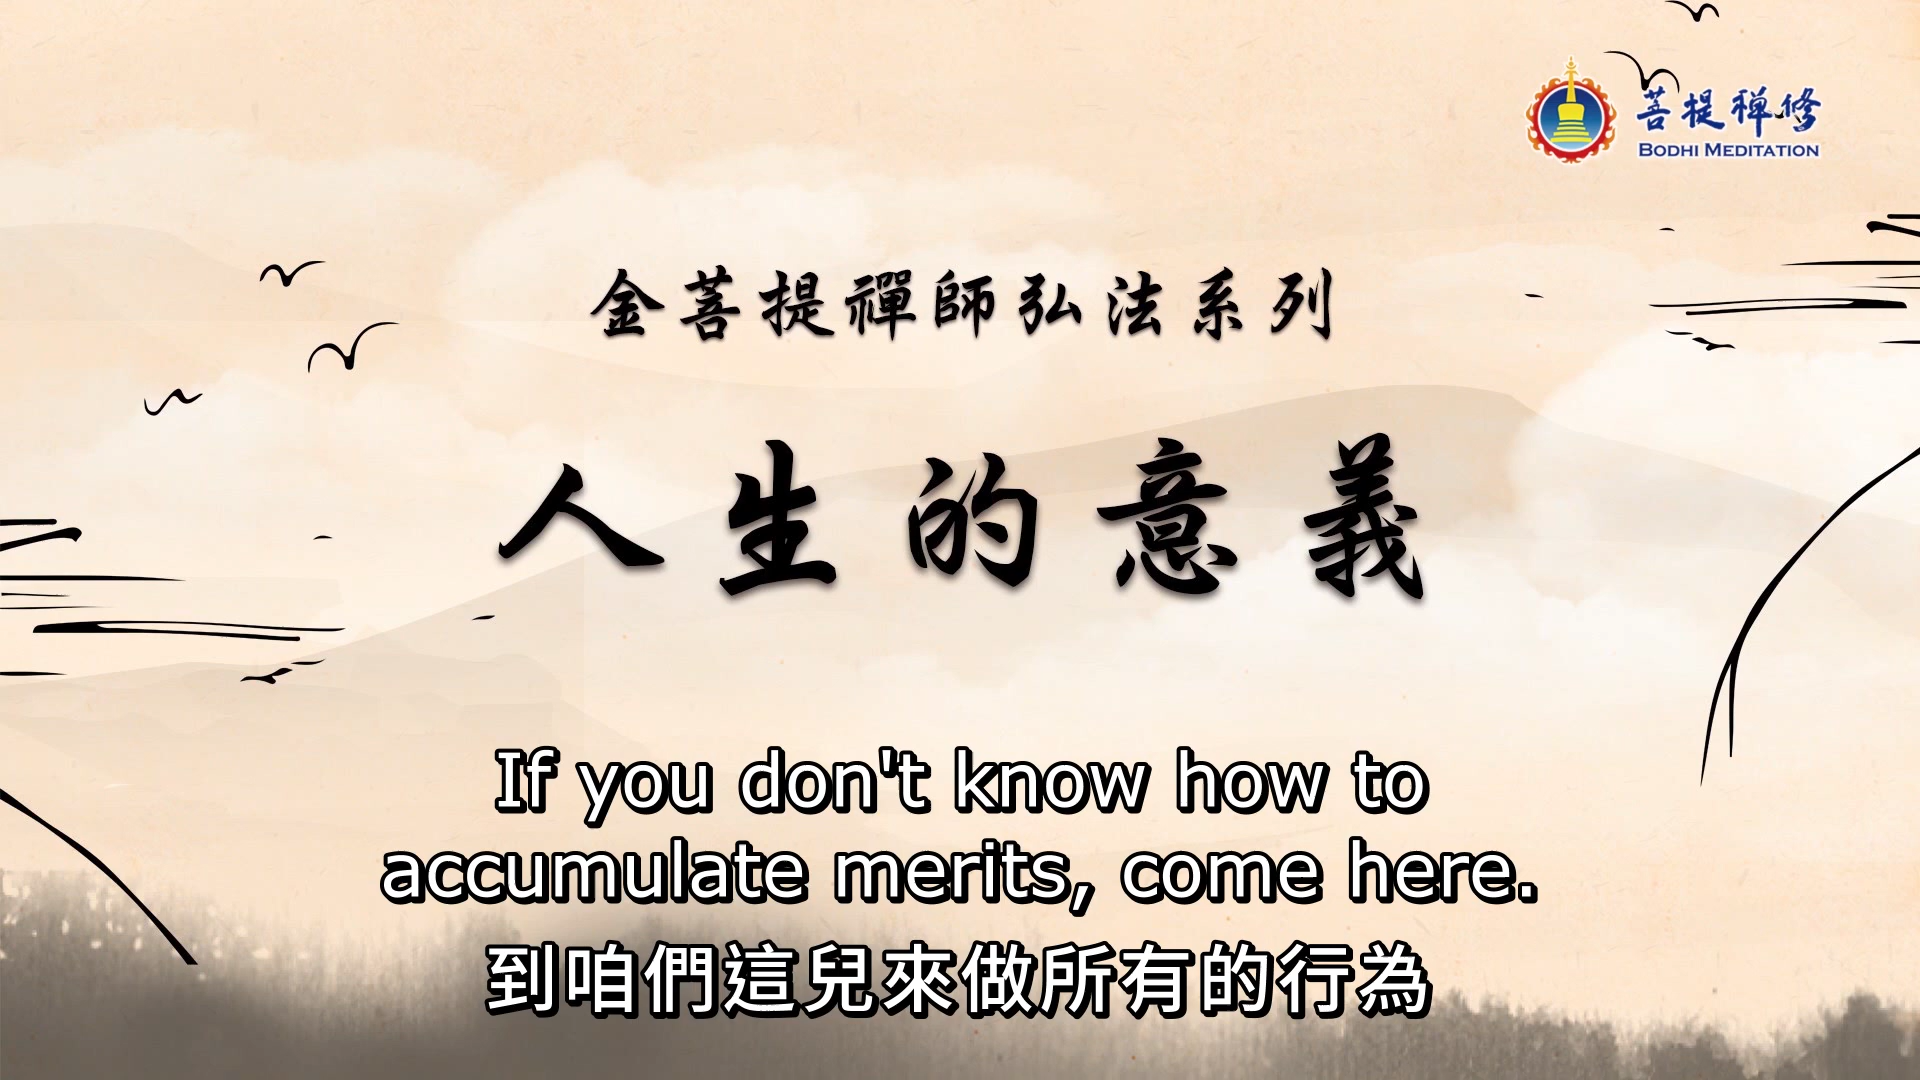 菩提禪修
BODHI MEDITATION
金菩提禪師弘法系列
人生的意義
If you don't know how to
accumulate merits, come here.
到咱們這兒來做所有的行為